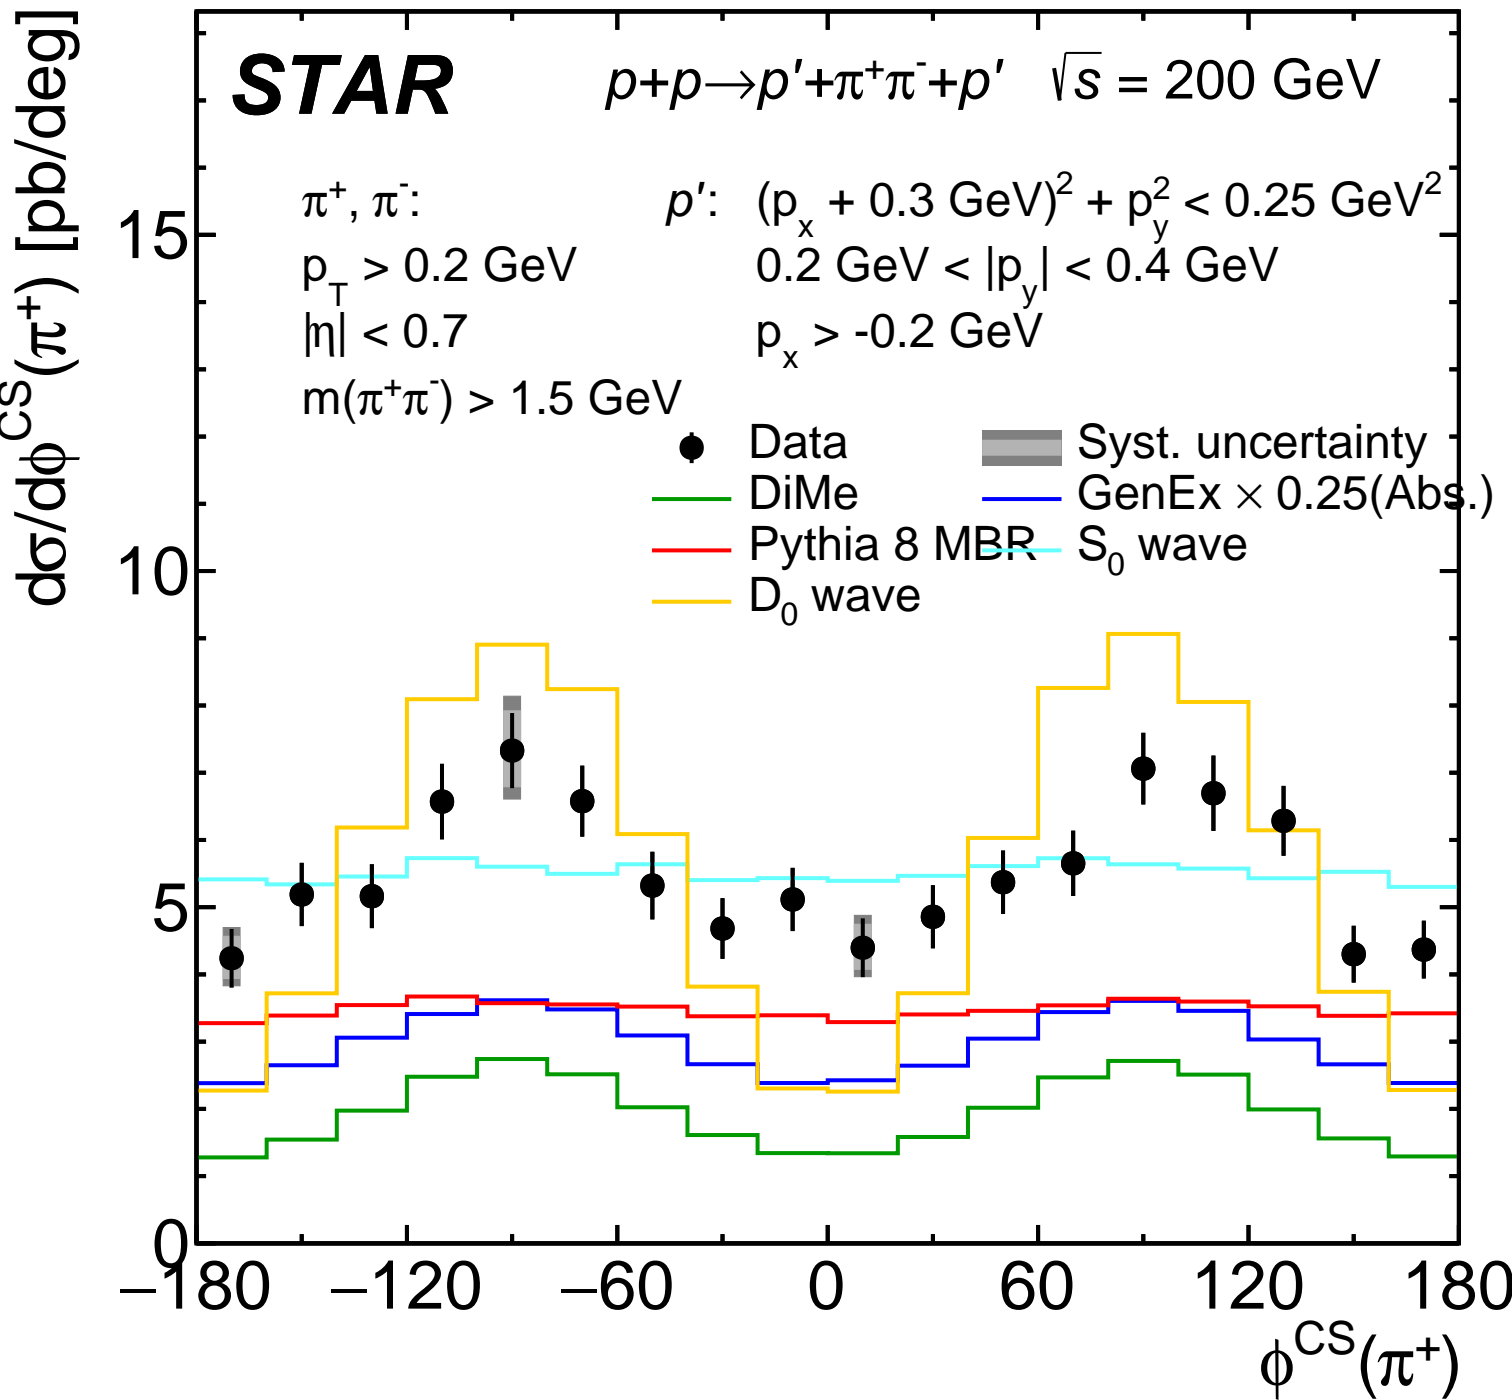 dσ/dϕ^CS(π⁺) [pb/deg]
STAR p+p→p′+π⁺π⁻+p′ √s = 200 GeV
π⁺, π⁻: p′: (p_x + 0.3 GeV)² + p_y² < 0.25 GeV²
p_T > 0.2 GeV 0.2 GeV < |p_y| < 0.4 GeV
|η| < 0.7 p_x > -0.2 GeV
m(π⁺π⁻) > 1.5 GeV
Data Syst. uncertainty
DiMe GenEx × 0.25(Abs.)
Pythia 8 MBR S₀ wave
D₀ wave
15
10
5
0
−180 −120 −60 0 60 120 180
ϕ^CS(π⁺)